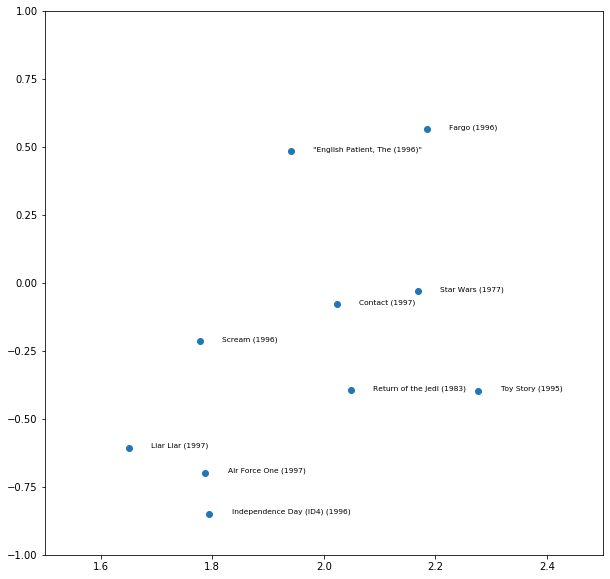 1.00
0.75
Fargo (1996)
0.50
"English Patient, The (1996)"
0.25
0.00
Star Wars (1977)
Contact (1997)
Scream (1996)
−0.25
Return of the Jedi (1983)
Toy Story (1995)
−0.50
Liar Liar (1997)
Air Force One (1997)
−0.75
Independence Day (ID4) (1996)
−1.00
1.6 1.8 2.0 2.2 2.4